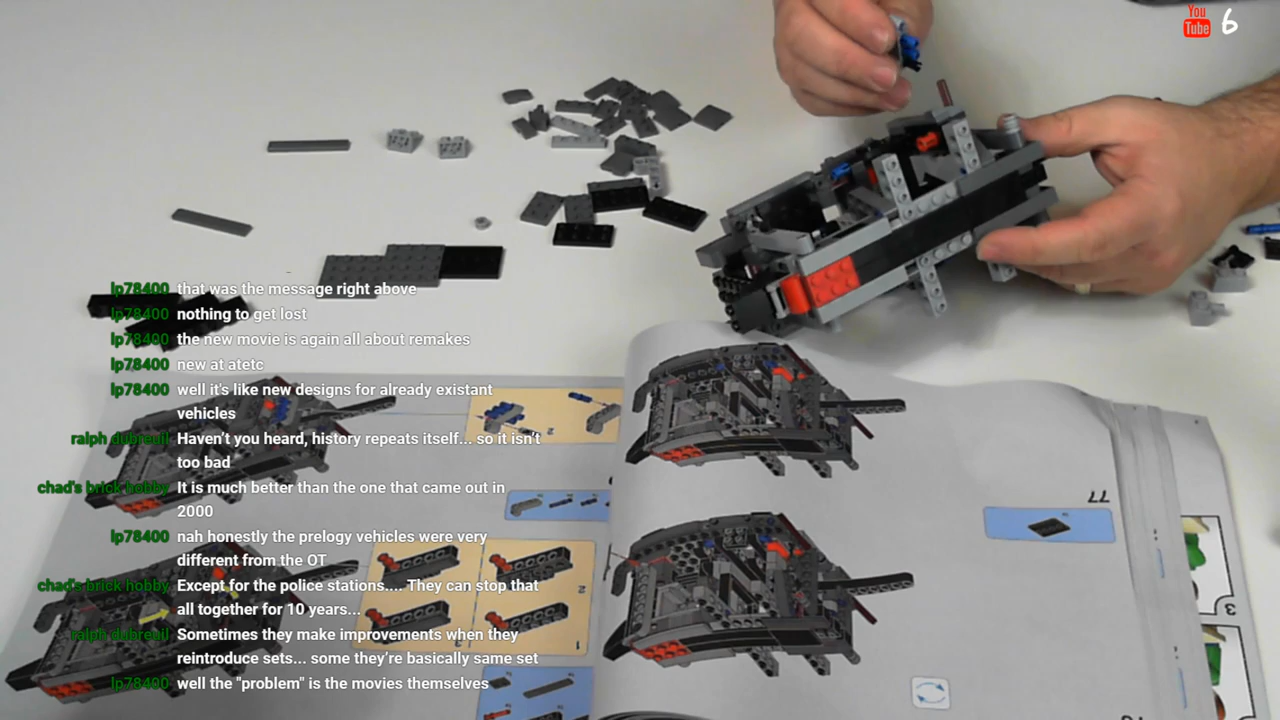 You
Tube 6
lp78400 that was the message right above
lp78400 nothing to get lost
lp78400 the new movie is again all about remakes
lp78400 new at atetc
lp78400 well it's like new designs for already existant
vehicles
ralph dubreuil Haven't you heard, history repeats itself... so it isn't
too bad
chad's brick hobby It is much better than the one that came out in
2000
lp78400 nah honestly the prelogy vehicles were very
different from the OT
chad's brick hobby Except for the police stations.... They can stop that
all together for 10 years...
ralph dubreuil Sometimes they make improvements when they
reintroduce sets... some they're basically same set
lp78400 well the "problem" is the movies themselves
77
3
2
1